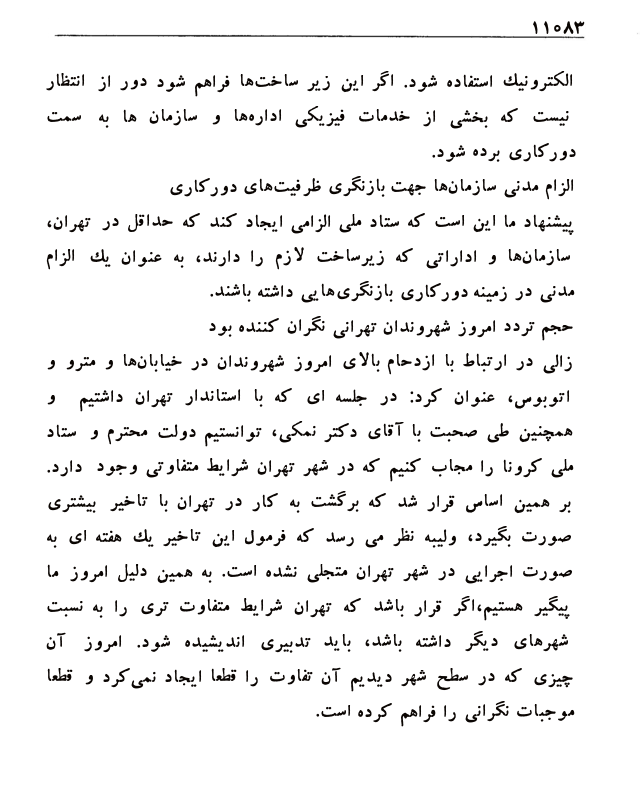 ۱۱۰۸۳
الکترونیك استفاده شود. اگر این زیر ساخت‌ها فراهم شود دور از انتظار
نیست که بخشی از خدمات فیزیکی اداره‌ها و سازمان ها به سمت
دورکاری برده شود.
الزام مدنی سازمان‌ها جهت بازنگری ظرفیت‌های دورکاری
پیشنهاد ما این است که ستاد ملی الزامی ایجاد کند که حداقل در تهران،
سازمان‌ها و اداراتی که زیرساخت لازم را دارند، به عنوان یك الزام
مدنی در زمینه دورکاری بازنگری‌هایی داشته باشند.
حجم تردد امروز شهروندان تهرانی نگران کننده بود
زالی در ارتباط با ازدحام بالای امروز شهروندان در خیابان‌ها و مترو و
اتوبوس، عنوان کرد: در جلسه ای که با استاندار تهران داشتیم و
همچنین طی صحبت با آقای دکتر نمکی، توانستیم دولت محترم و ستاد
ملی کرونا را مجاب کنیم که در شهر تهران شرایط متفاوتی وجود دارد.
بر همین اساس قرار شد که برگشت به کار در تهران با تاخیر بیشتری
صورت بگیرد، ولیبه نظر می رسد که فرمول این تاخیر یك هفته ای به
صورت اجرایی در شهر تهران متجلی نشده است. به همین دلیل امروز ما
پیگیر هستیم،اگر قرار باشد که تهران شرایط متفاوت تری را به نسبت
شهرهای دیگر داشته باشد، باید تدبیری اندیشیده شود. امروز آن
چیزی که در سطح شهر دیدیم آن تفاوت را قطعا ایجاد نمی‌کرد و قطعا
موجبات نگرانی را فراهم کرده است.